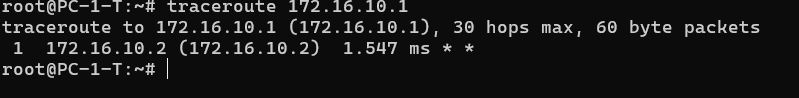 root@PC-1-T:~# traceroute 172.16.10.1
traceroute to 172.16.10.1 (172.16.10.1), 30 hops max, 60 byte packets
 1  172.16.10.2 (172.16.10.2)  1.547 ms * *
root@PC-1-T:~#